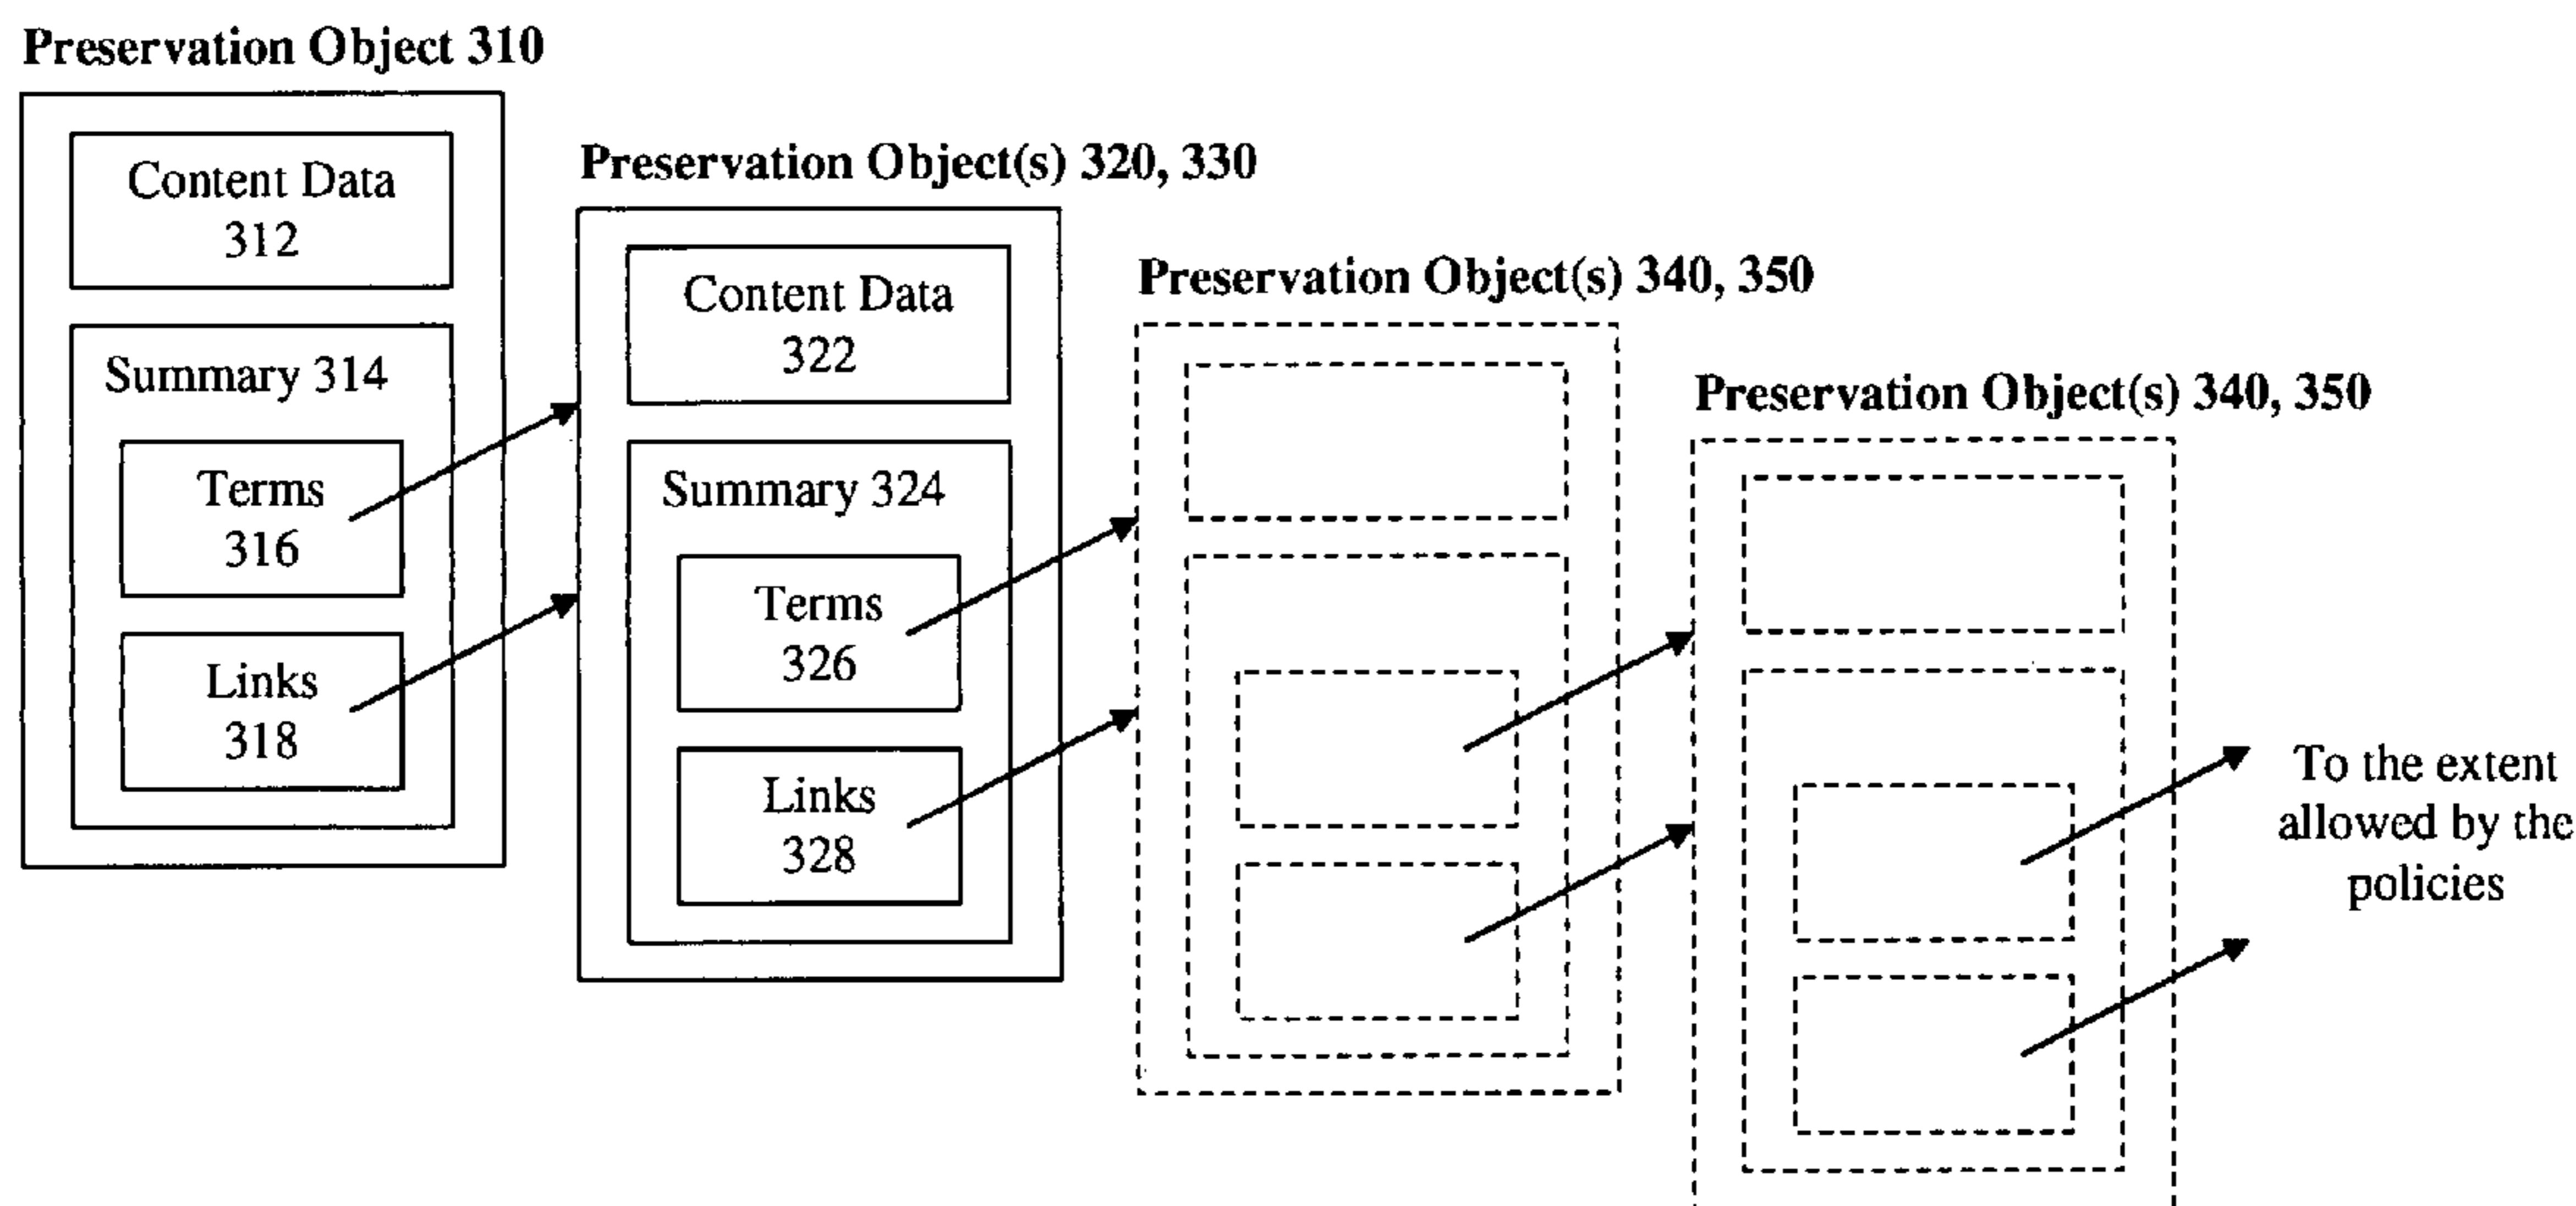 Preservation Object 310
Content Data
312
Summary 314
Terms
316
Links
318
Preservation Object(s) 320, 330
Content Data
322
Summary 324
Terms
326
Links
328
Preservation Object(s) 340, 350
Preservation Object(s) 340, 350
To the extent
allowed by the
policies